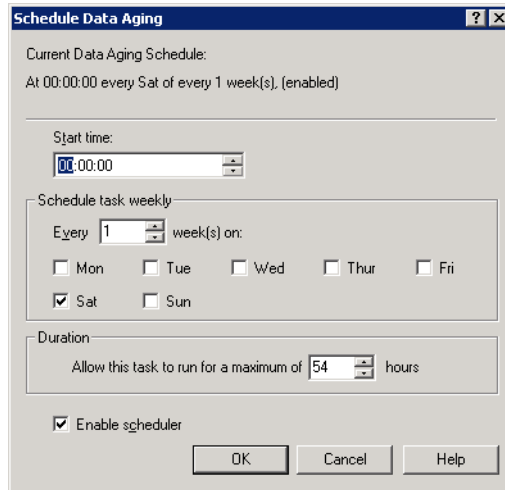 Schedule Data Aging
Current Data Aging Schedule:
At 00:00:00 every Sat of every 1 week(s), (enabled)
Start time:
00:00:00
Schedule task weekly
Every 1 week(s) on:
Mon Tue Wed Thur Fri
Sat Sun
Duration
Allow this task to run for a maximum of 54 hours
Enable scheduler
OK Cancel Help